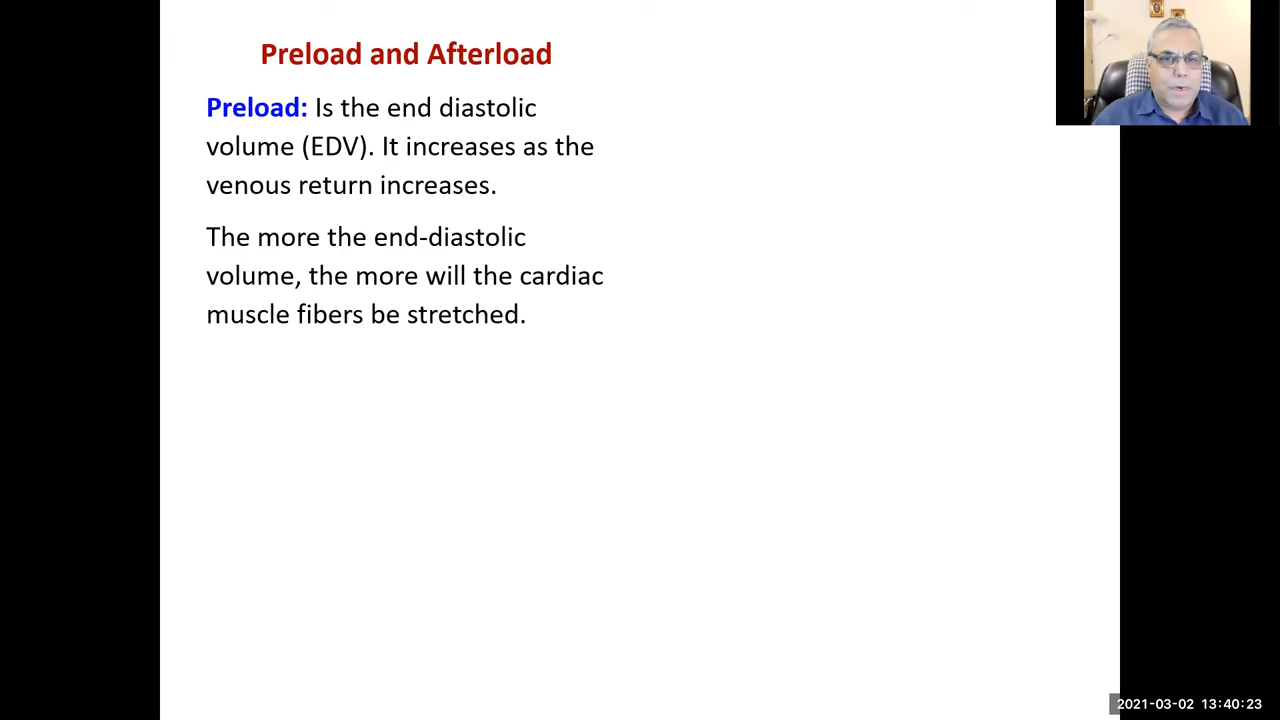 Preload and Afterload
Preload: Is the end diastolic
volume (EDV). It increases as the
venous return increases.
The more the end-diastolic
volume, the more will the cardiac
muscle fibers be stretched.
2021-03-02 13:40:23